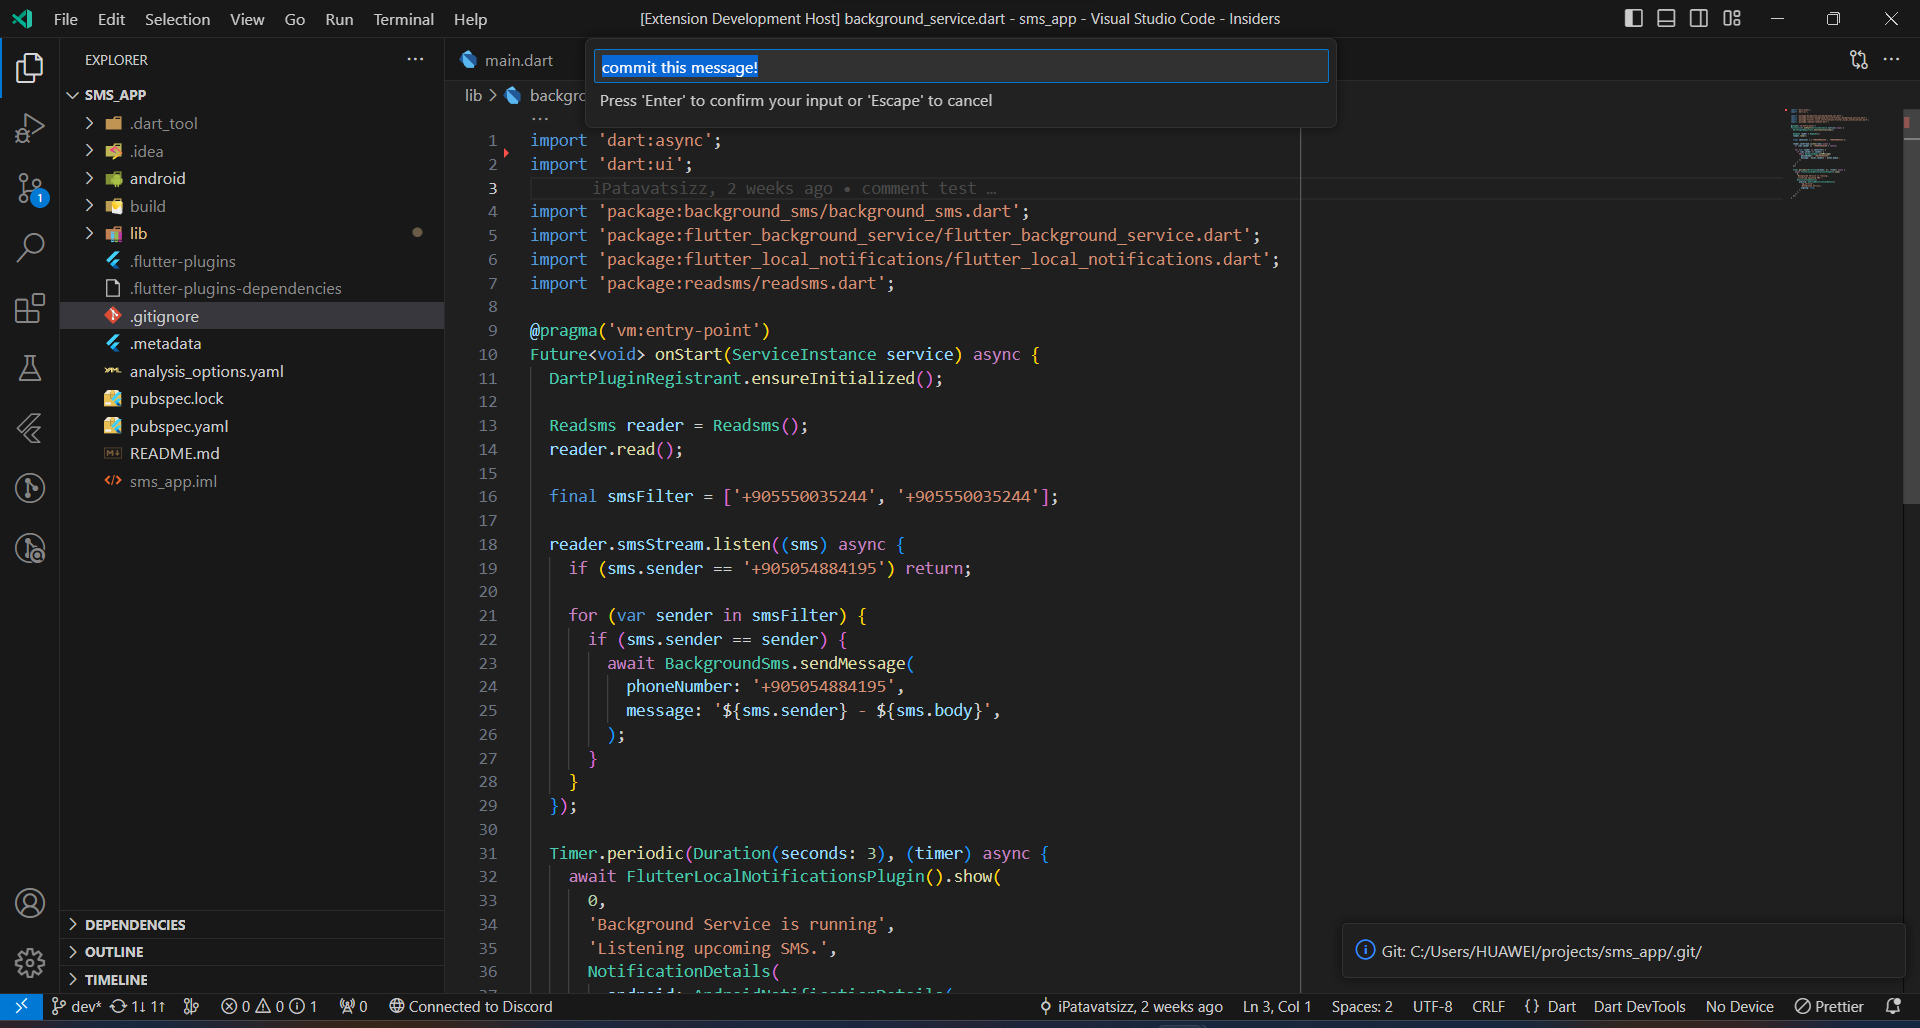 File Edit Selection View Go Run Terminal Help
[Extension Development Host] background_service.dart - sms_app - Visual Studio Code - Insiders
EXPLORER
main.dart
commit this message!
Press 'Enter' to confirm your input or 'Escape' to cancel
SMS_APP
.dart_tool
.idea
android
build
lib
.flutter-plugins
.flutter-plugins-dependencies
.gitignore
.metadata
analysis_options.yaml
pubspec.lock
pubspec.yaml
README.md
sms_app.iml
DEPENDENCIES
OUTLINE
TIMELINE
1
lib > backgro
1 import 'dart:async';
2 import 'dart:ui';
3 iPatavatsizz, 2 weeks ago • comment test …
4 import 'package:background_sms/background_sms.dart';
5 import 'package:flutter_background_service/flutter_background_service.dart';
6 import 'package:flutter_local_notifications/flutter_local_notifications.dart';
7 import 'package:readsms/readsms.dart';
8
9 @pragma('vm:entry-point')
10 Future<void> onStart(ServiceInstance service) async {
11 DartPluginRegistrant.ensureInitialized();
12
13 Readsms reader = Readsms();
14 reader.read();
15
16 final smsFilter = ['+905550035244', '+905550035244'];
17
18 reader.smsStream.listen((sms) async {
19 if (sms.sender == '+905054884195') return;
20
21 for (var sender in smsFilter) {
22 if (sms.sender == sender) {
23 await BackgroundSms.sendMessage(
24 phoneNumber: '+905054884195',
25 message: '${sms.sender} - ${sms.body}',
26 );
27 }
28 }
29 });
30
31 Timer.periodic(Duration(seconds: 3), (timer) async {
32 await FlutterLocalNotificationsPlugin().show(
33 0,
34 'Background Service is running',
35 'Listening upcoming SMS.',
36 NotificationDetails(
37 android: AndroidNotificationDetails(
Git: C:/Users/HUAWEI/projects/sms_app/.git/
dev* 1↓ 1↑ 0 0 1 0 Connected to Discord
iPatavatsizz, 2 weeks ago Ln 3, Col 1 Spaces: 2 UTF-8 CRLF {} Dart Dart DevTools No Device Prettier